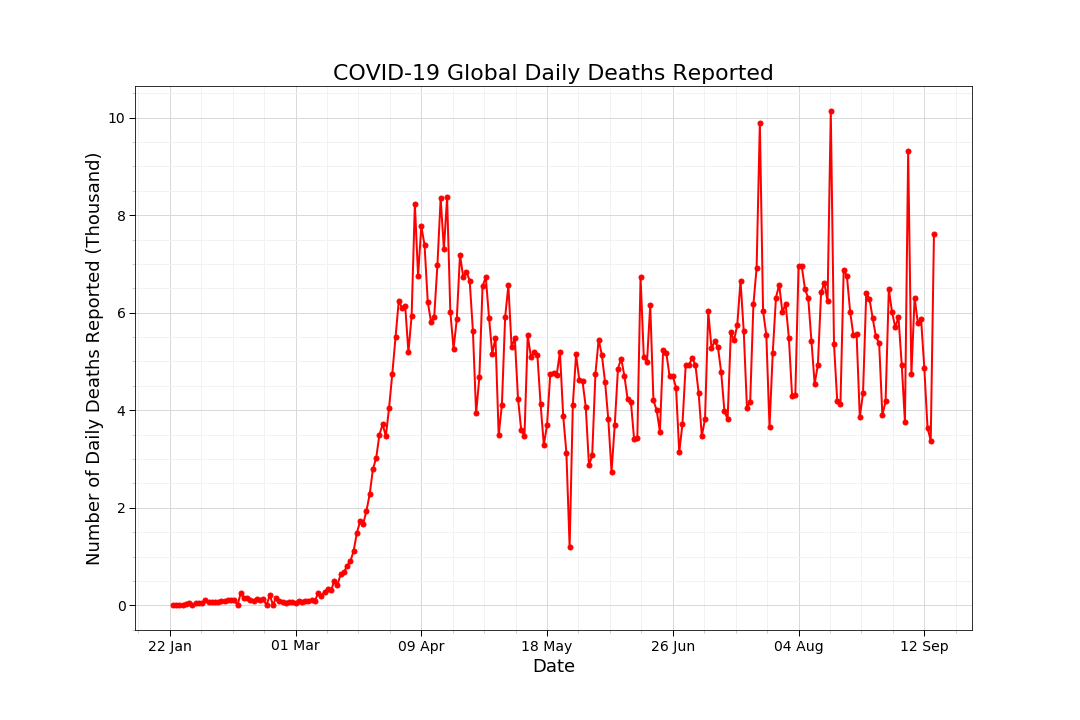 COVID-19 Global Daily Deaths Reported
Number of Daily Deaths Reported (Thousand)
10
8
6
4
2
0
22 Jan 01 Mar 09 Apr 18 May 26 Jun 04 Aug 12 Sep
Date